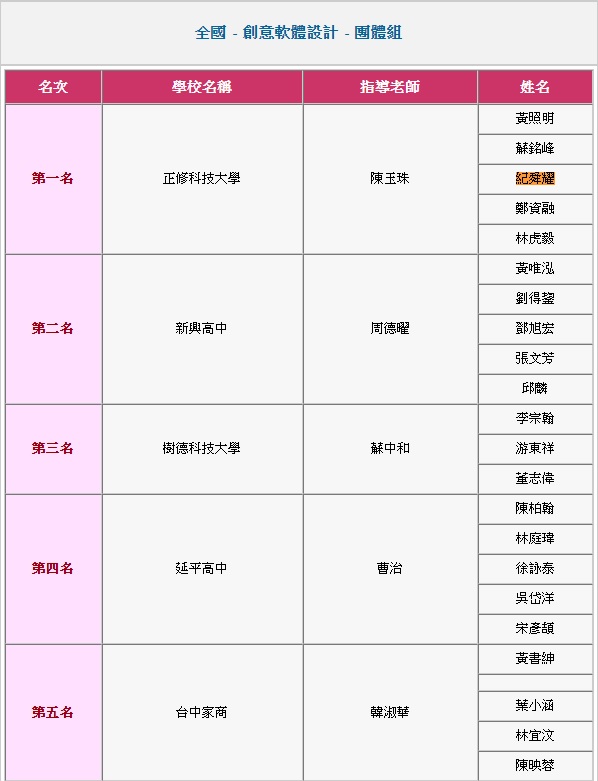 全國 - 創意軟體設計 - 團體組
名次 學校名稱 指導老師 姓名
第一名 正修科技大學 陳玉珠 黃照明
蘇銘峰
紀舜耀
鄭資融
林虎毅
第二名 新興高中 周德曜 黃唯泓
劉得鋆
鄧旭宏
張文芳
邱麟
第三名 樹德科技大學 蘇中和 李宗翰
游東祥
董志偉
第四名 延平高中 曹治 陳柏翰
林庭瑋
徐詠泰
吳岱洋
宋彥頡
第五名 台中家商 韓淑華 黃書紳
葉小涵
林宜汶
陳映蓉